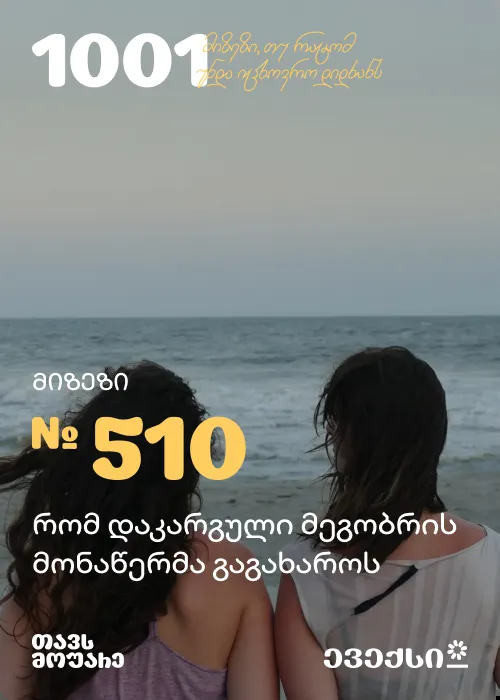 1001 მიზეზი, თუ რატომ
უნდა იცხოვრო დიდხანს
მიზეზი
№ 510
რომ დაკარგული მეგობრის
მონაწერმა გაგახაროს
თავს
მოუარე
ევექსი